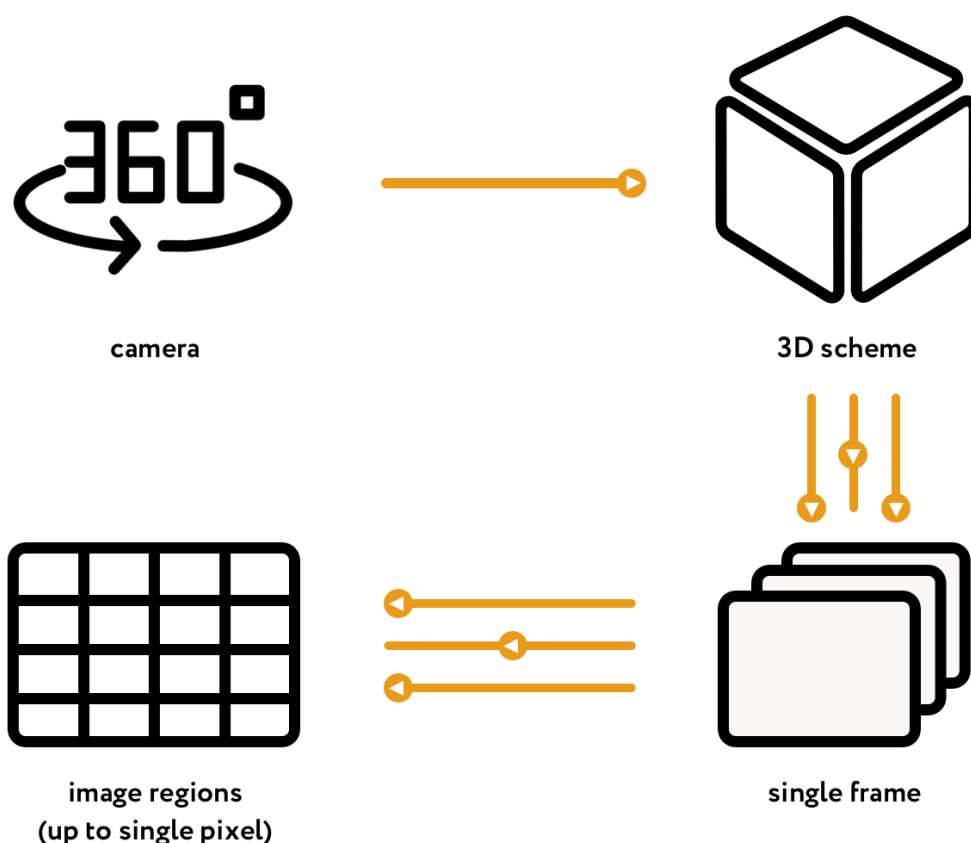 360°
camera
3D scheme
image regions
(up to single pixel)
single frame